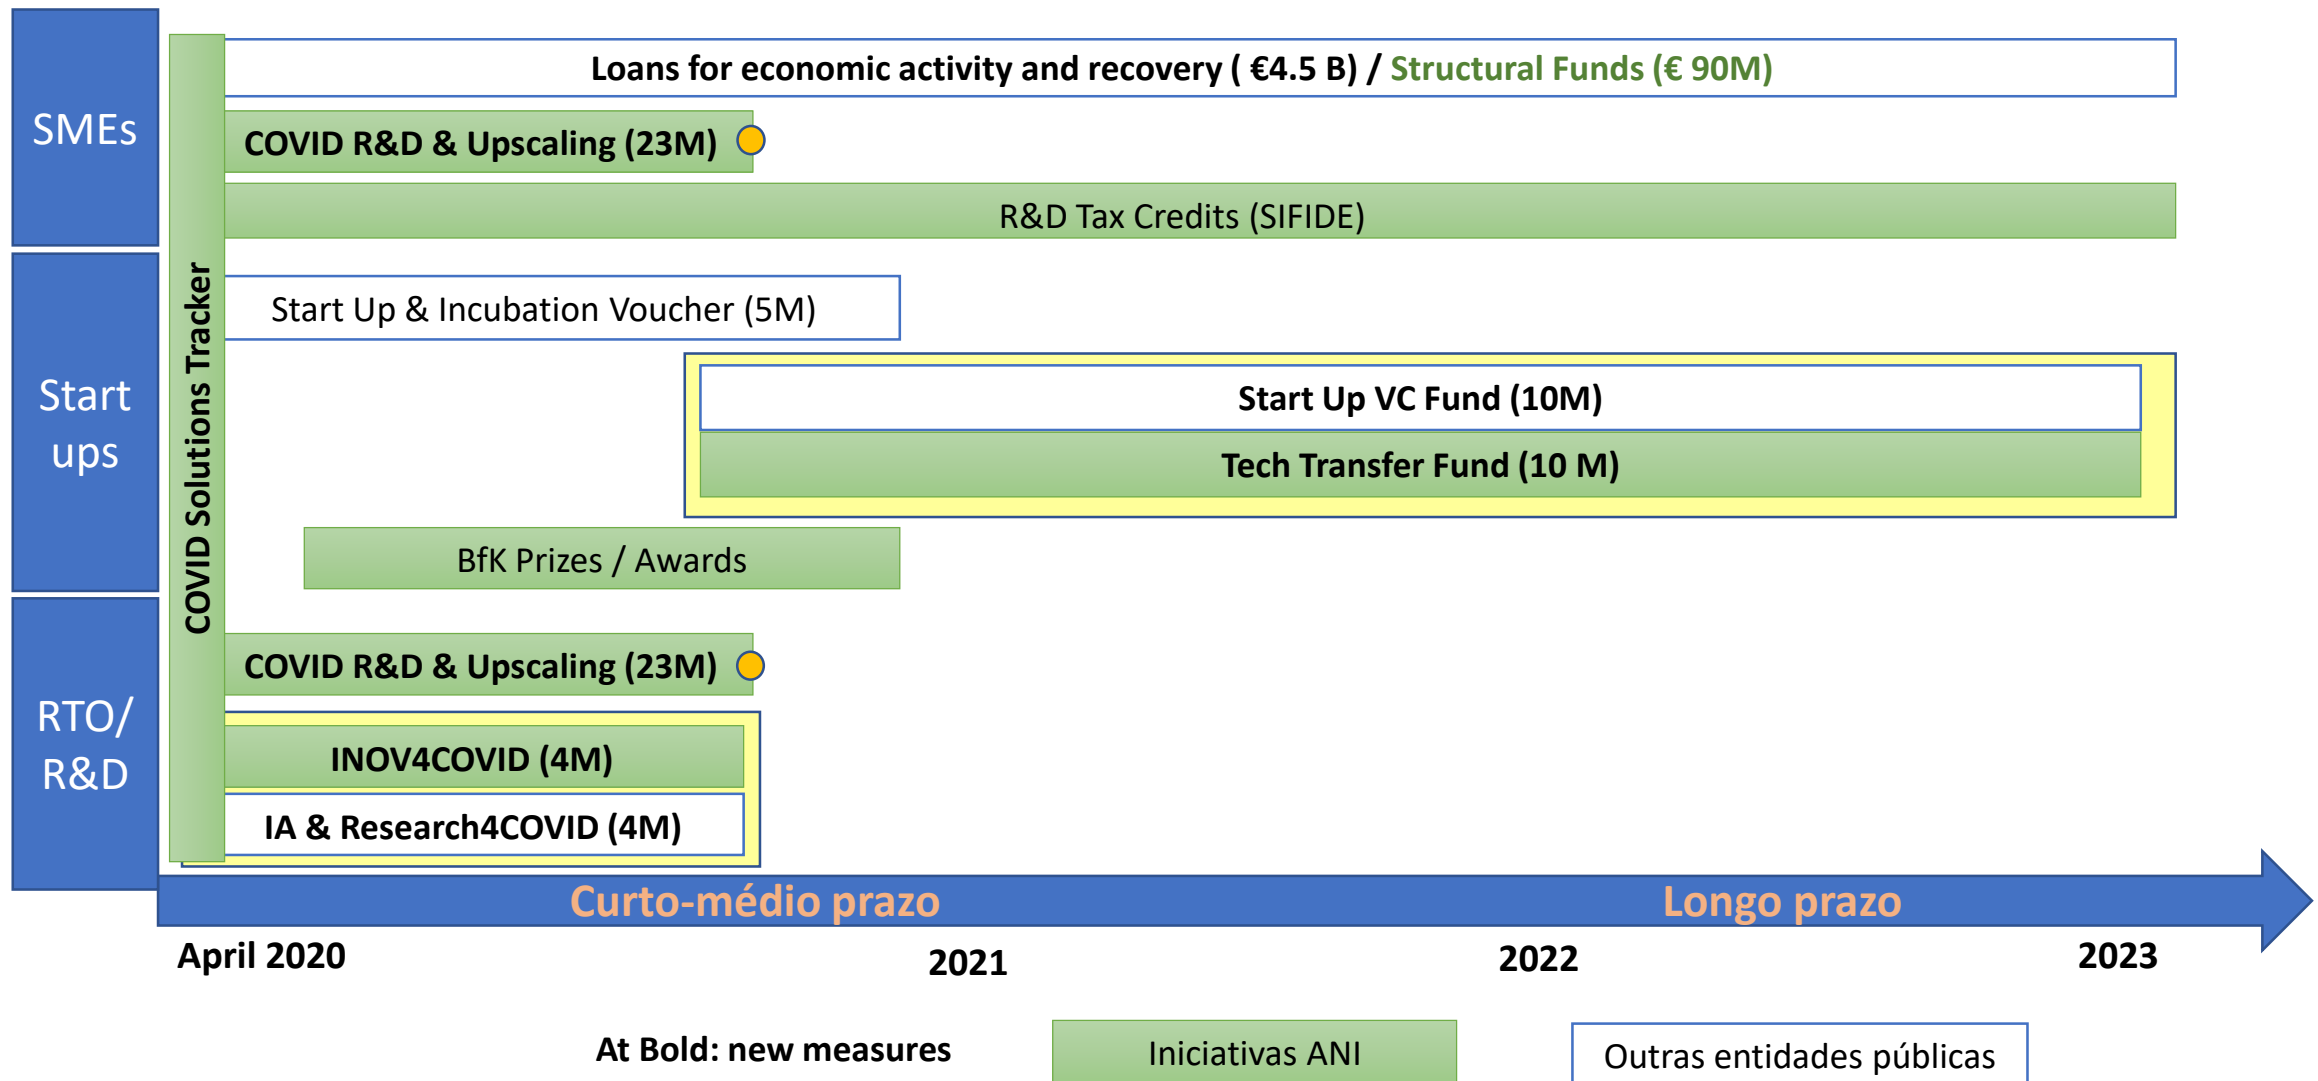 SMEs
Loans for economic activity and recovery ( €4.5 B) / Structural Funds (€ 90M)
COVID R&D & Upscaling (23M)
R&D Tax Credits (SIFIDE)
COVID Solutions Tracker
Start
ups
Start Up & Incubation Voucher (5M)
Start Up VC Fund (10M)
Tech Transfer Fund (10 M)
BfK Prizes / Awards
RTO/
R&D
COVID R&D & Upscaling (23M)
INOV4COVID (4M)
IA & Research4COVID (4M)
Curto-médio prazo
Longo prazo
April 2020
2021
2022
2023
At Bold: new measures
Iniciativas ANI
Outras entidades públicas